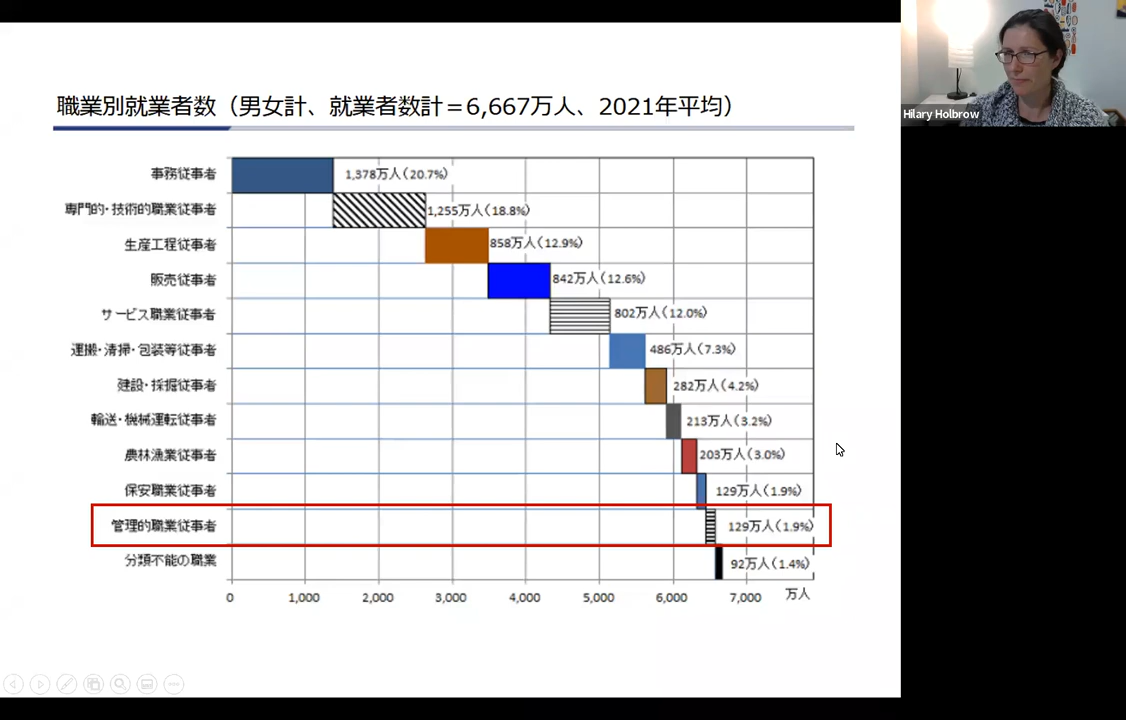 職業別就業者数（男女計、就業者数計＝6,667万人、2021年平均）
Hilary Holbrow
事務従事者 1,378万人（20.7%）
専門的・技術的職業従事者 1,255万人（18.8%）
生産工程従事者 858万人（12.9%）
販売従事者 842万人（12.6%）
サービス職業従事者 802万人（12.0%）
運搬・清掃・包装等従事者 486万人（7.3%）
建設・採掘従事者 282万人（4.2%）
輸送・機械運転従事者 213万人（3.2%）
農林漁業従事者 203万人（3.0%）
保安職業従事者 129万人（1.9%）
管理的職業従事者 129万人（1.9%）
分類不能の職業 92万人（1.4%）
0 1,000 2,000 3,000 4,000 5,000 6,000 7,000 万人